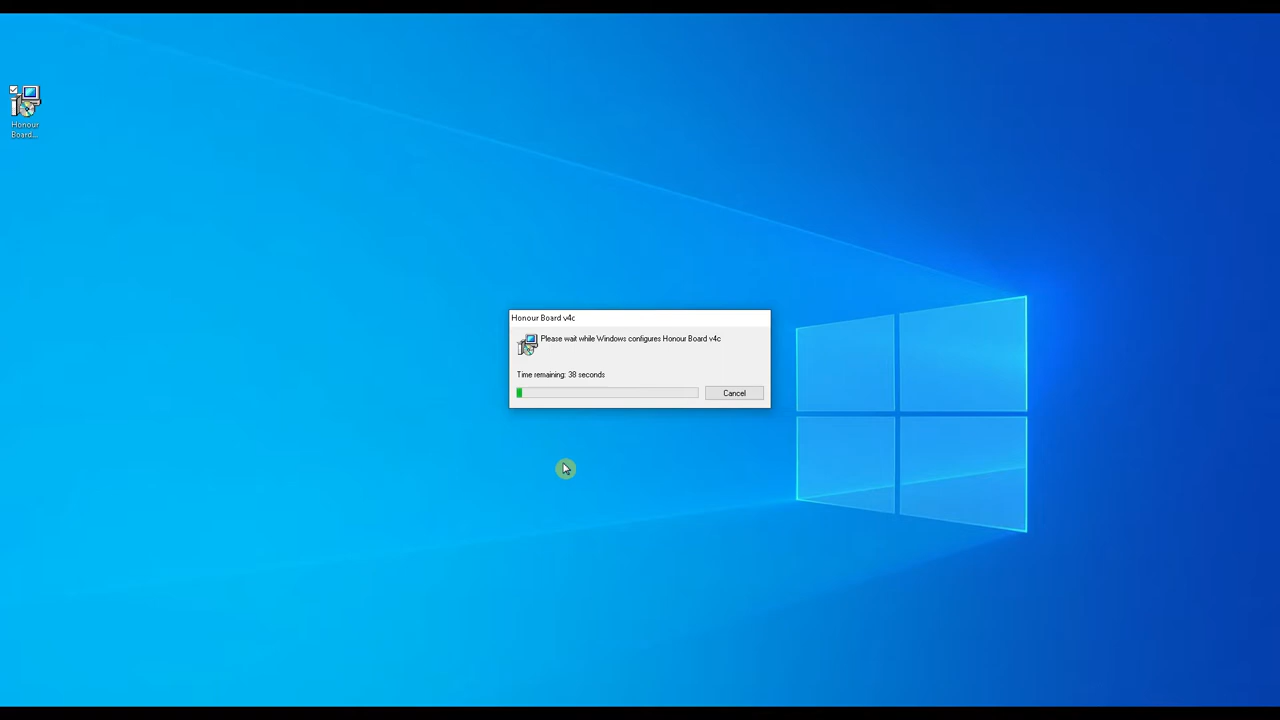 Honour
Board...
Honour Board v4c
Please wait while Windows configures Honour Board v4c
Time remaining: 38 seconds
Cancel